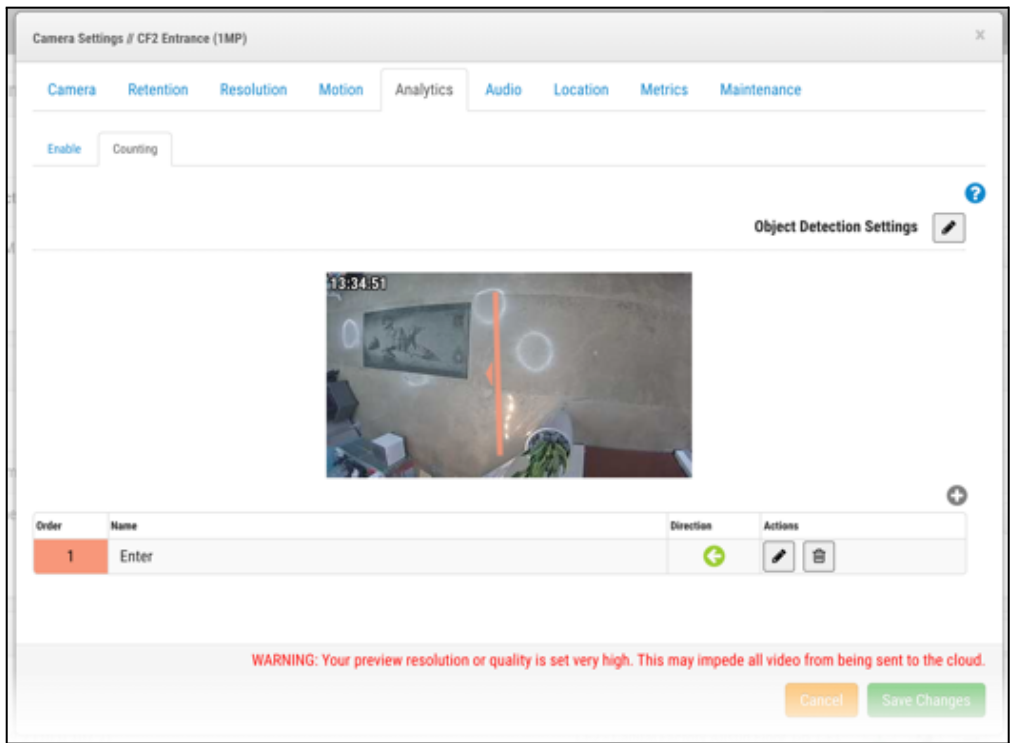 Camera Settings // CF2 Entrance (1MP)
×
Camera Retention Resolution Motion Analytics Audio Location Metrics Maintenance
Enable Counting
?
Object Detection Settings
13:34:51
Order Name Direction Actions
1 Enter
WARNING: Your preview resolution or quality is set very high. This may impede all video from being sent to the cloud.
Cancel Save Changes